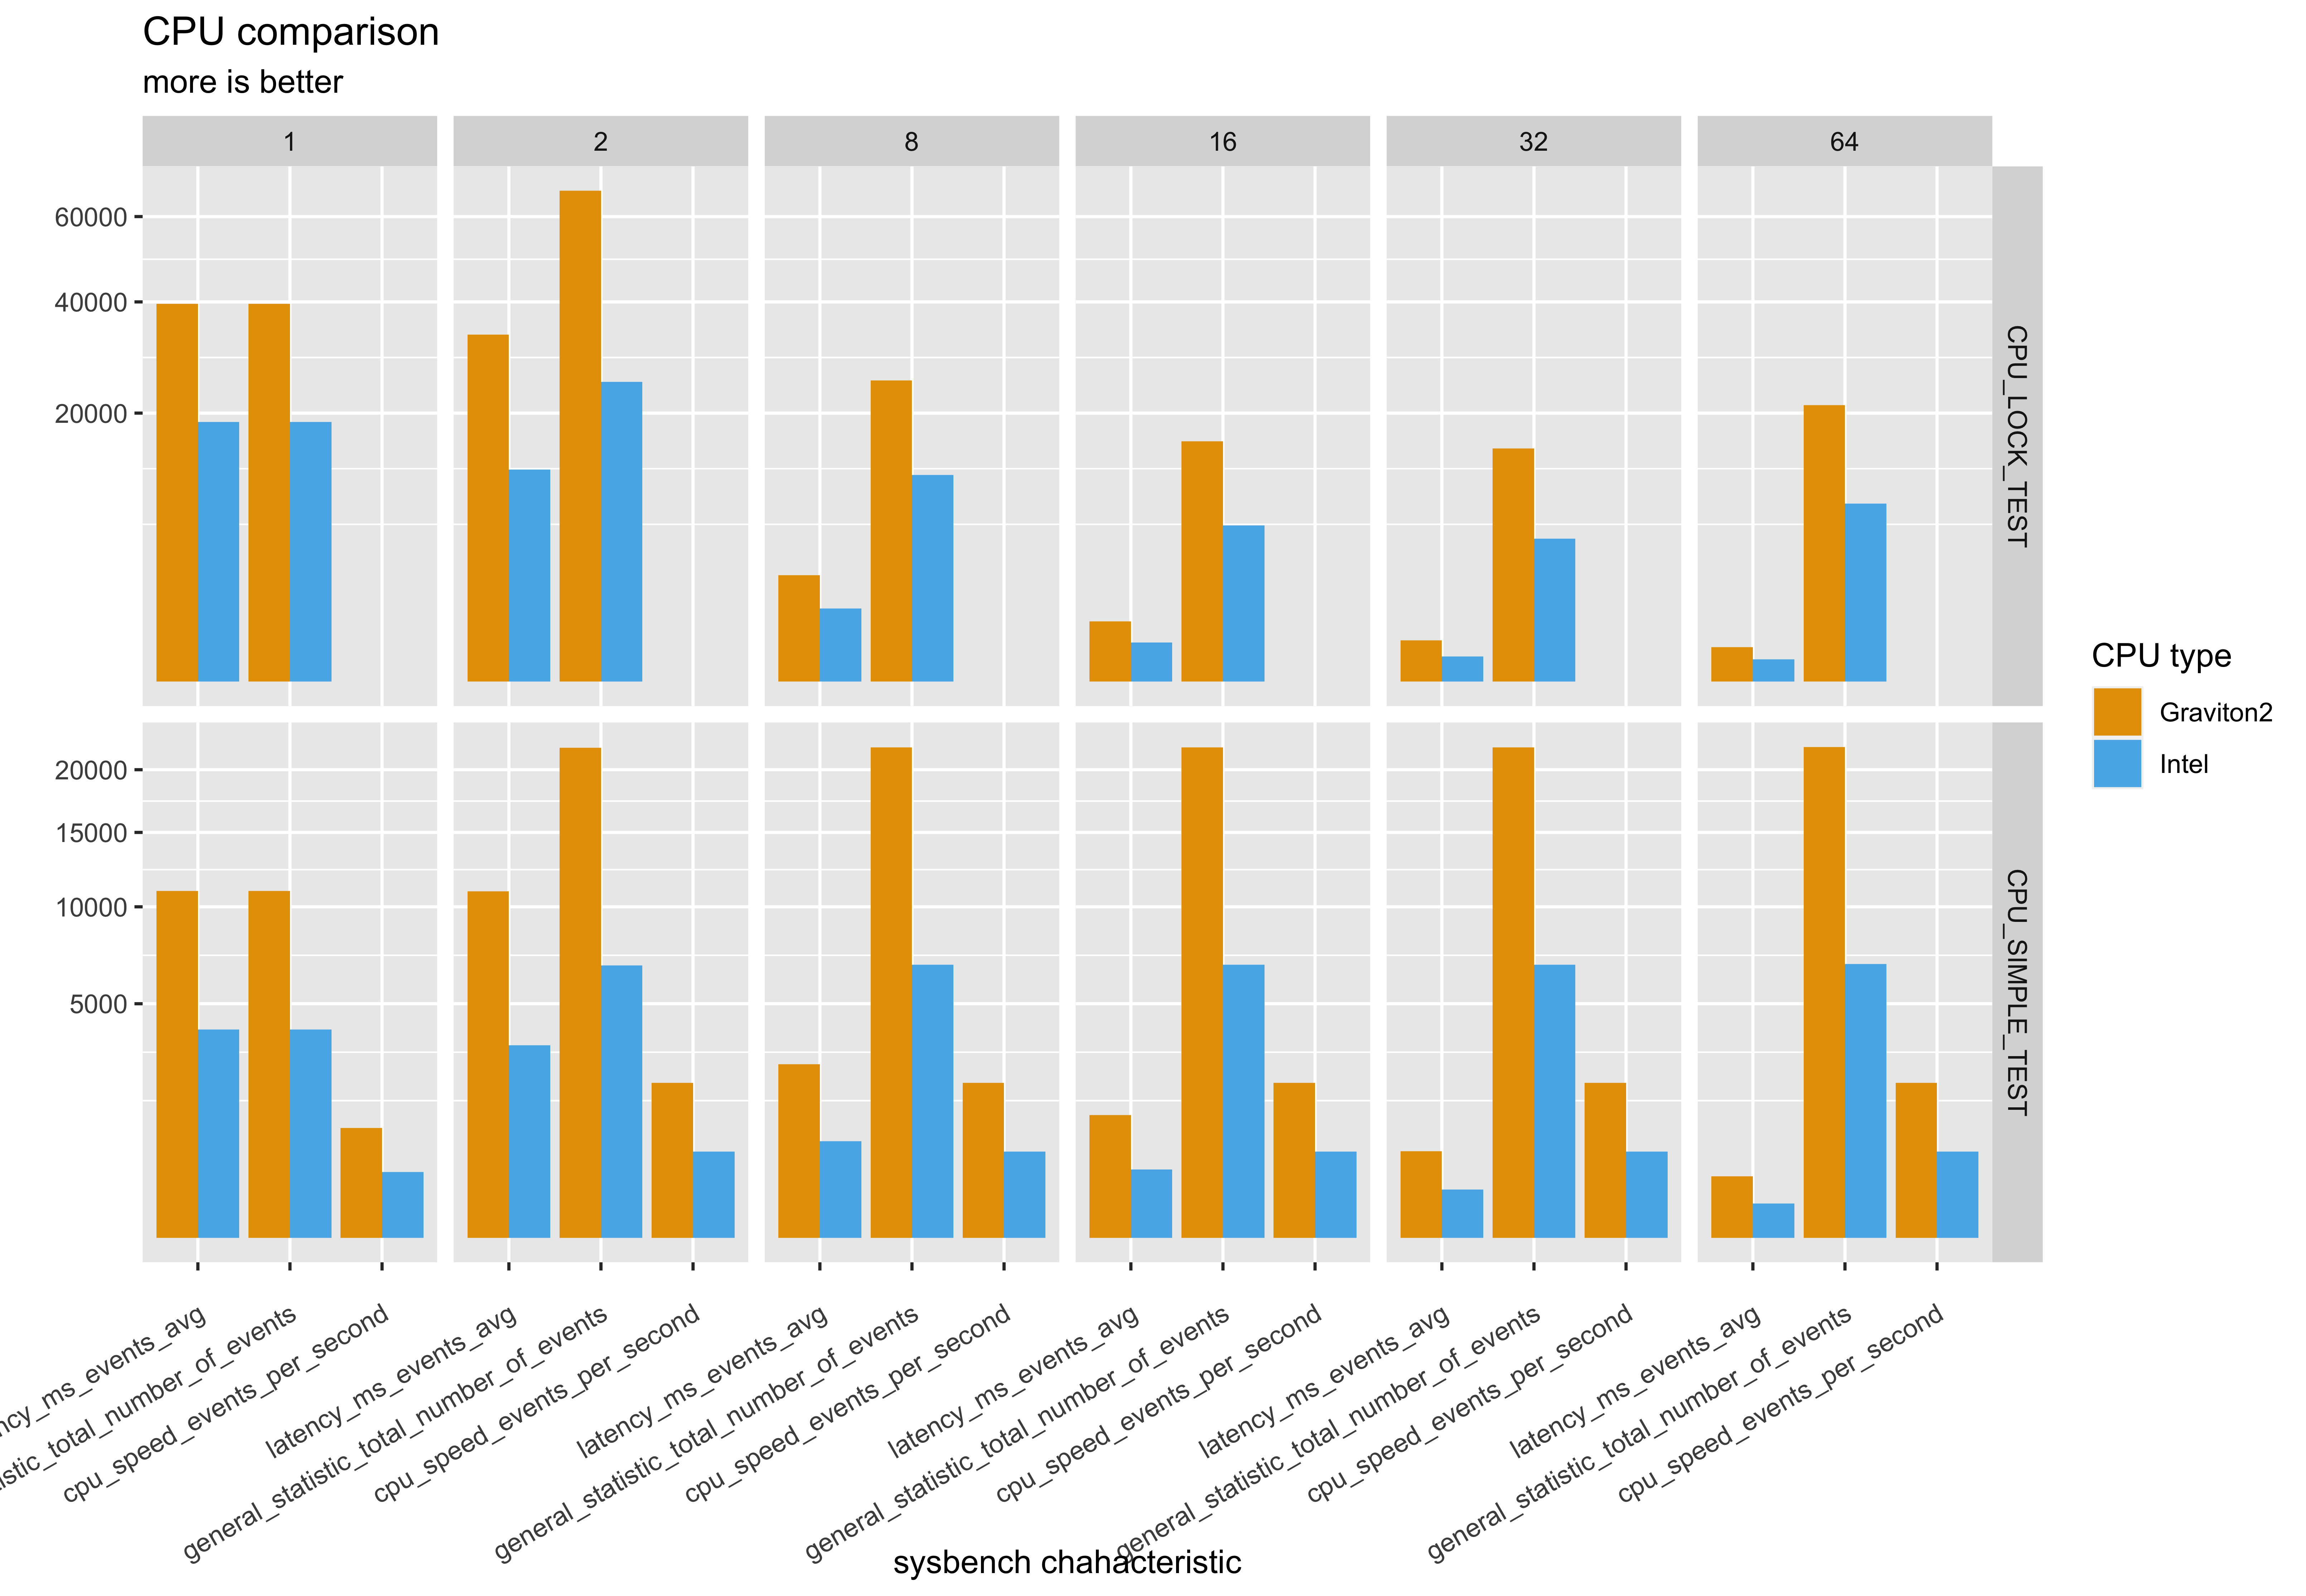 CPU comparison
more is better
1
2
8
16
32
64
60000
40000
20000
CPU_LOCK_TEST
20000
15000
10000
5000
CPU_SIMPLE_TEST
CPU type
Graviton2
Intel
ncy_ms_events_avg
istic_total_number_of_events
cpu_speed_events_per_second
latency_ms_events_avg
general_statistic_total_number_of_events
cpu_speed_events_per_second
latency_ms_events_avg
general_statistic_total_number_of_events
cpu_speed_events_per_second
latency_ms_events_avg
general_statistic_total_number_of_events
cpu_speed_events_per_second
latency_ms_events_avg
general_statistic_total_number_of_events
cpu_speed_events_per_second
latency_ms_events_avg
general_statistic_total_number_of_events
cpu_speed_events_per_second
sysbench chahacteristic